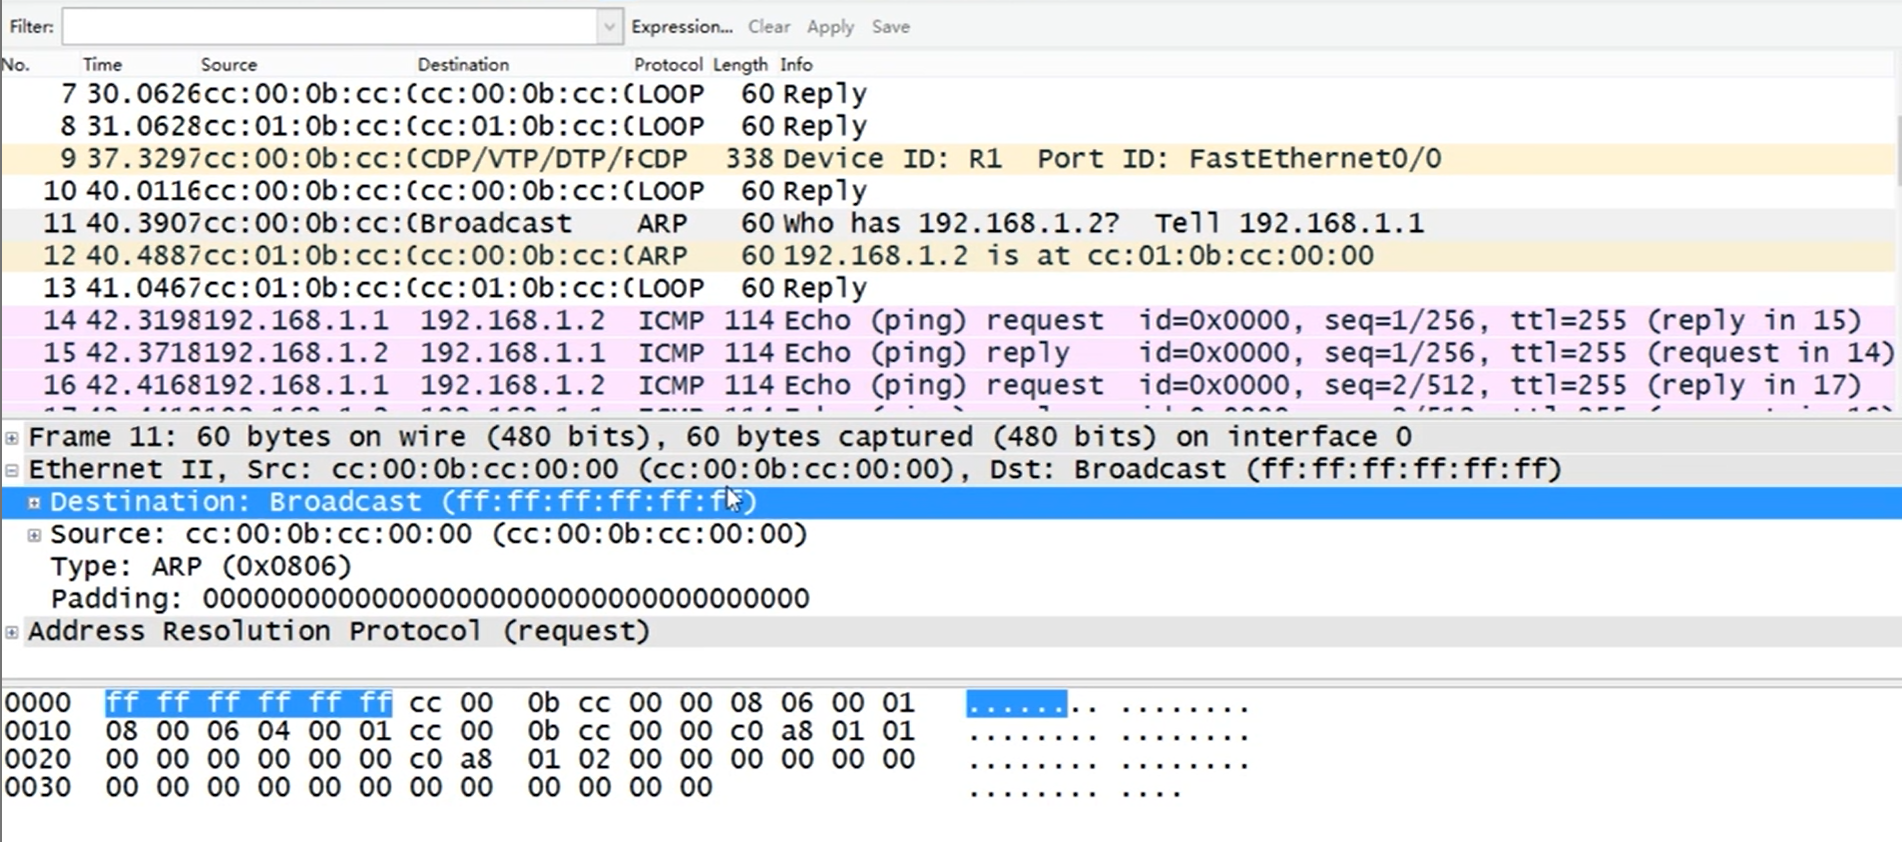 Filter: Expression... Clear Apply Save
No. Time Source Destination Protocol Length Info
7 30.0626 cc:00:0b:cc:( cc:00:0b:cc:( LOOP 60 Reply
8 31.0628 cc:01:0b:cc:( cc:01:0b:cc:( LOOP 60 Reply
9 37.3297 cc:00:0b:cc:( CDP/VTP/DTP/F CDP 338 Device ID: R1 Port ID: FastEthernet0/0
10 40.0116 cc:00:0b:cc:( cc:00:0b:cc:( LOOP 60 Reply
11 40.3907 cc:00:0b:cc:( Broadcast ARP 60 Who has 192.168.1.2? Tell 192.168.1.1
12 40.4887 cc:01:0b:cc:( cc:00:0b:cc:( ARP 60 192.168.1.2 is at cc:01:0b:cc:00:00
13 41.0467 cc:01:0b:cc:( cc:01:0b:cc:( LOOP 60 Reply
14 42.3198 192.168.1.1 192.168.1.2 ICMP 114 Echo (ping) request id=0x0000, seq=1/256, ttl=255 (reply in 15)
15 42.3718 192.168.1.2 192.168.1.1 ICMP 114 Echo (ping) reply id=0x0000, seq=1/256, ttl=255 (request in 14)
16 42.4168 192.168.1.1 192.168.1.2 ICMP 114 Echo (ping) request id=0x0000, seq=2/512, ttl=255 (reply in 17)
Frame 11: 60 bytes on wire (480 bits), 60 bytes captured (480 bits) on interface 0
Ethernet II, Src: cc:00:0b:cc:00:00 (cc:00:0b:cc:00:00), Dst: Broadcast (ff:ff:ff:ff:ff:ff)
Destination: Broadcast (ff:ff:ff:ff:ff:ff)
Source: cc:00:0b:cc:00:00 (cc:00:0b:cc:00:00)
Type: ARP (0x0806)
Padding: 000000000000000000000000000000000000
Address Resolution Protocol (request)
0000 ff ff ff ff ff ff cc 00 0b cc 00 00 08 06 00 01 ........ ........
0010 08 00 06 04 00 01 cc 00 0b cc 00 00 c0 a8 01 01 ........ ........
0020 00 00 00 00 00 00 c0 a8 01 02 00 00 00 00 00 00 ........ ........
0030 00 00 00 00 00 00 00 00 00 00 00 00 ........ ....